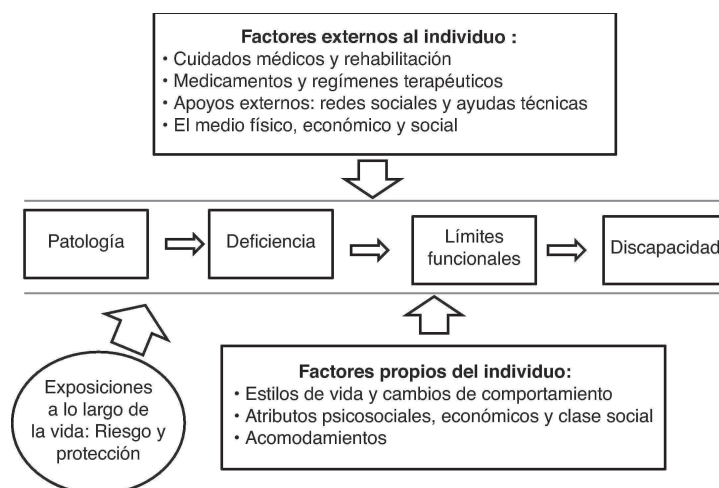 Factores externos al individuo :
• Cuidados médicos y rehabilitación
• Medicamentos y regímenes terapéuticos
• Apoyos externos: redes sociales y ayudas técnicas
• El medio físico, económico y social
Patología
Deficiencia
Límites
funcionales
Discapacidad
Exposiciones
a lo largo de
la vida: Riesgo y
protección
Factores propios del individuo:
• Estilos de vida y cambios de comportamiento
• Atributos psicosociales, económicos y clase social
• Acomodamientos